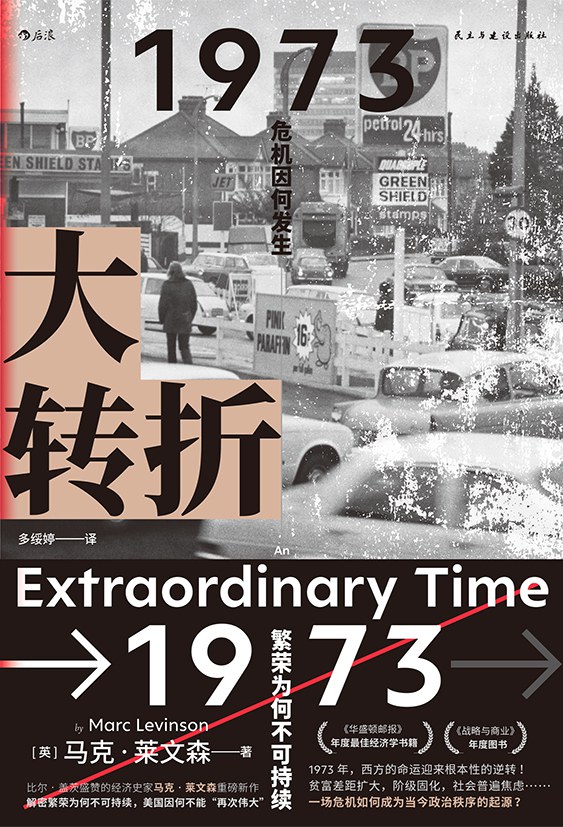 后浪
民主与建设出版社
1973
危机因何发生
BP
petrol 24-hrs
BP
EEN SHIELD STAMPS
JET
QUADRUPLE
GREEN
SHIELD
stamps
10
PINK
PARAFFIN
16
大
转折
多绥婷——译
An
Extraordinary Time
1973
繁荣为何不可持续
by Marc Levinson
[英] 马克·莱文森——著
《华盛顿邮报》
年度最佳经济学书籍
《战略与商业》
年度图书
比尔·盖茨盛赞的经济史家马克·莱文森重磅新作
解密繁荣为何不可持续，美国因何不能“再次伟大”
1973 年，西方的命运迎来根本性的逆转！
贫富差距扩大，阶级固化，社会普遍焦虑……
一场危机如何成为当今政治秩序的起源？